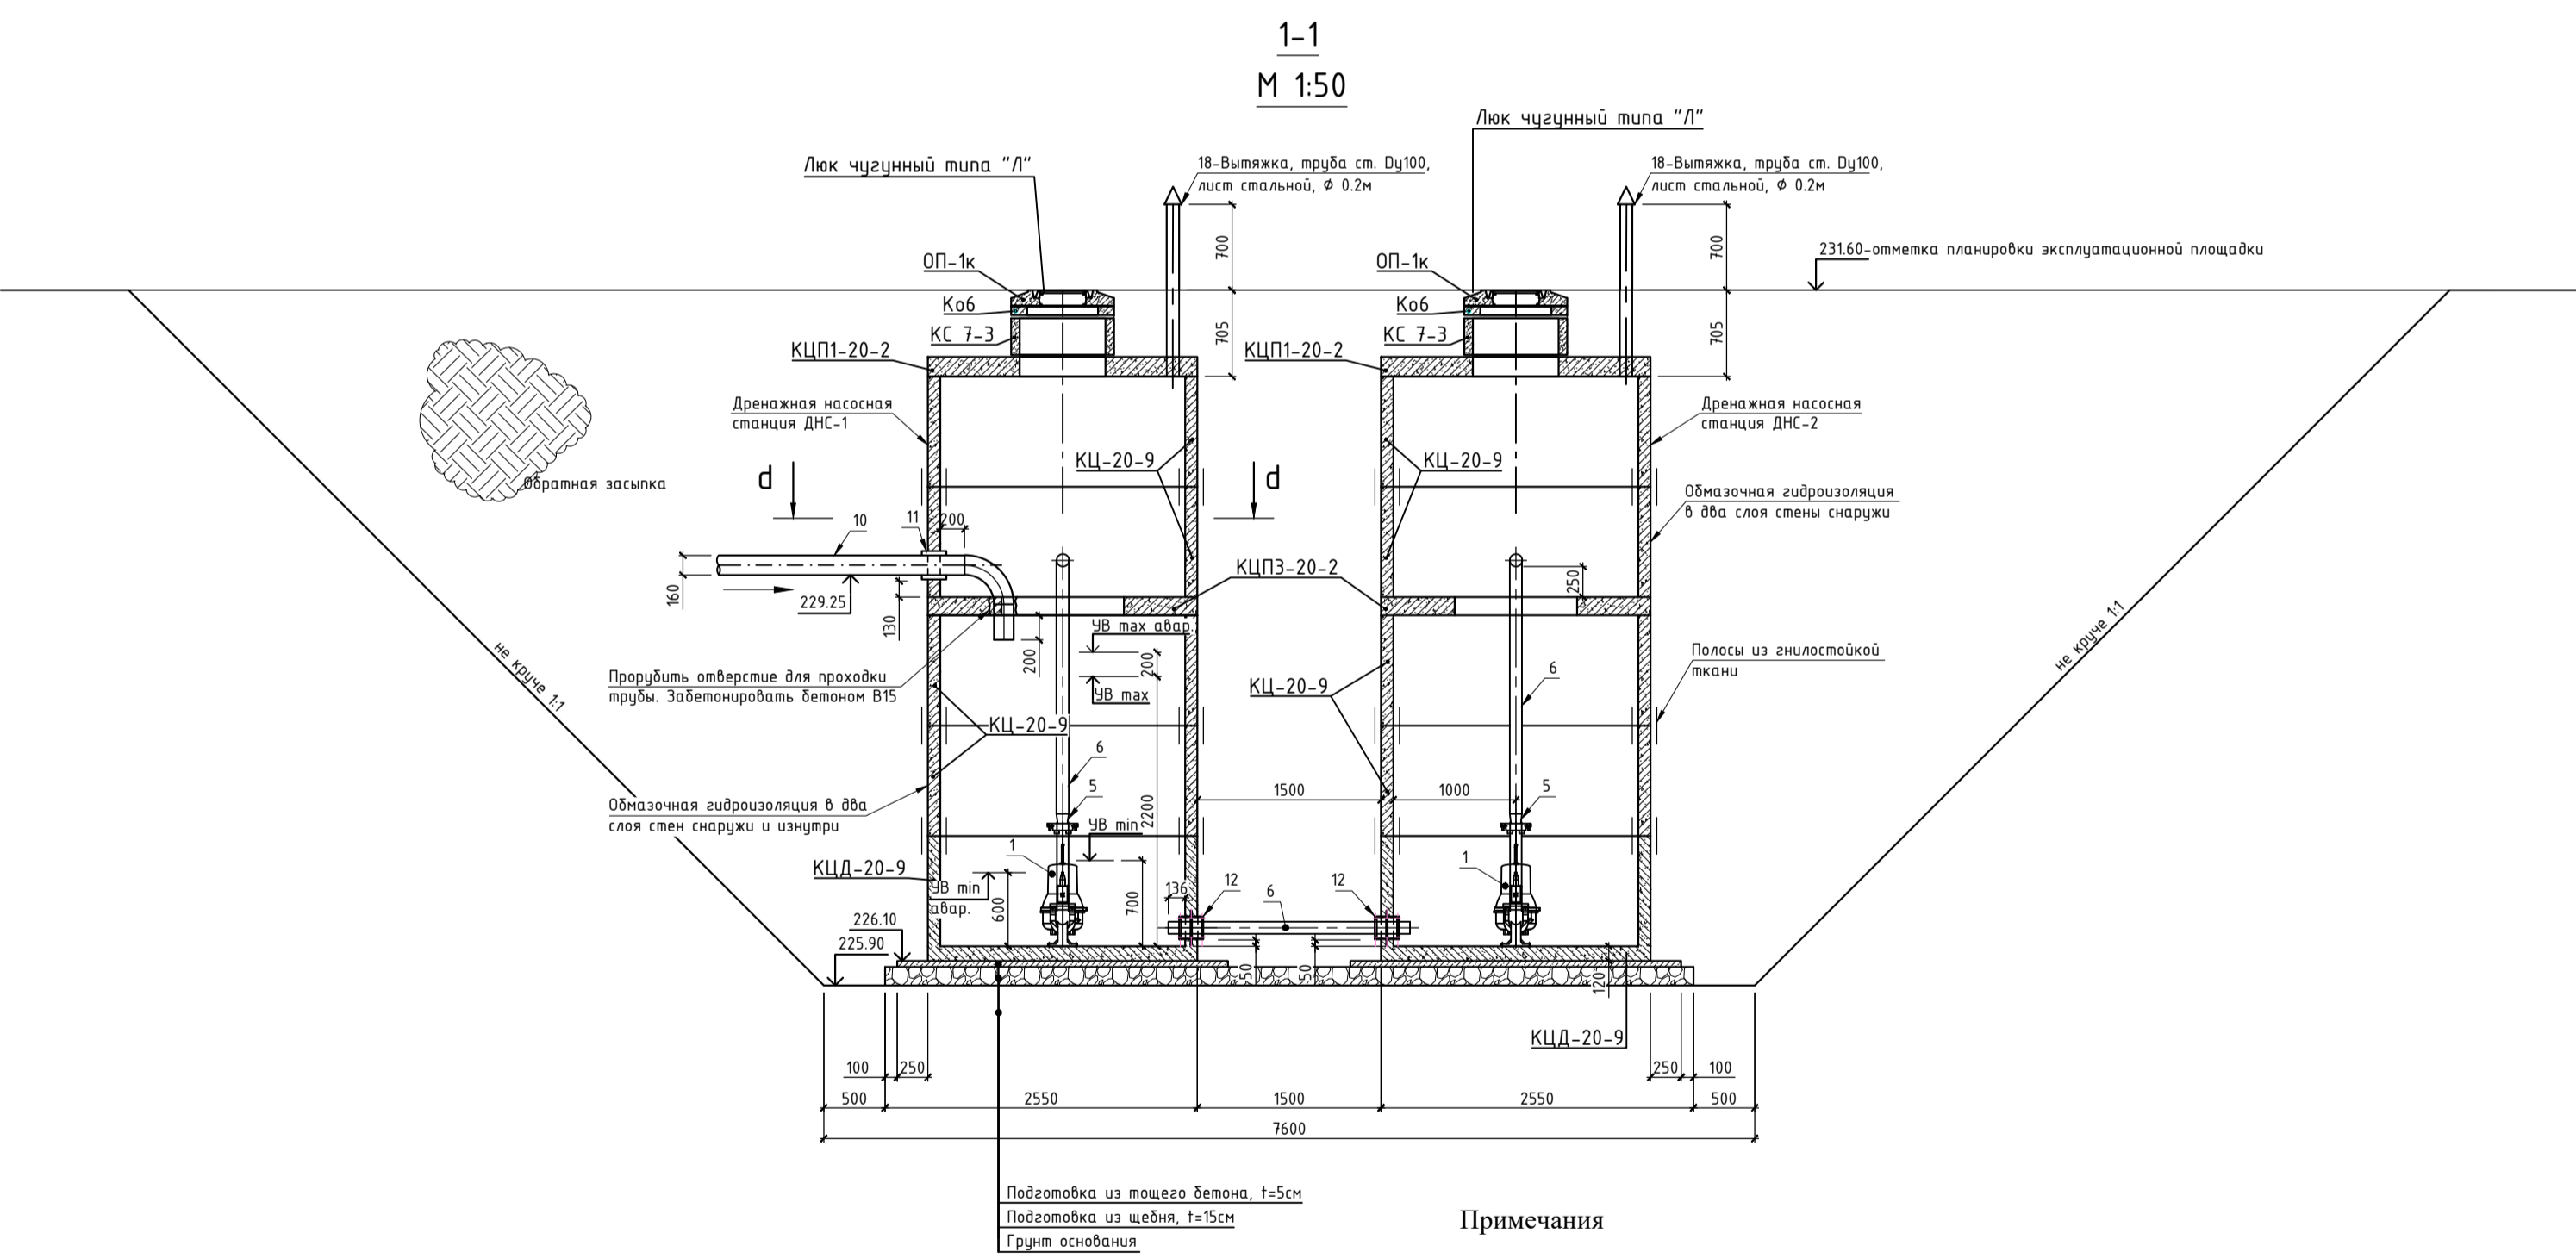 1-1
М 1:50
Люк чугунный типа "Л"
Люк чугунный типа "Л"
18-Вытяжка, труба ст. Dy100,
лист стальной, ϕ 0.2м
18-Вытяжка, труба ст. Dy100,
лист стальной, ϕ 0.2м
700
700
231.60-отметка планировки эксплуатационной площадки
ОП-1к
ОП-1к
Ко6
Ко6
КС 7-3
КС 7-3
705
705
КЦП1-20-2
КЦП1-20-2
Дренажная насосная
станция ДНС-1
Дренажная насосная
станция ДНС-2
КЦ-20-9
КЦ-20-9
d
d
Обратная засыпка
Обмазочная гидроизоляция
в два слоя стены снаружи
10
11
200
КЦП3-20-2
250
160
229.25
130
УВ max авар.
200
200
УВ max
не круче 1:1
не круче 1:1
Прорубить отверстие для проходки
трубы. Забетонировать бетоном В15
Полосы из гнилостойкой
ткани
6
КЦ-20-9
КЦ-20-9
6
5
1500
1000
5
Обмазочная гидроизоляция в два
слоя стен снаружи и изнутри
2200
УВ min
1
1
КЦД-20-9
УВ min
авар.
600
700
136
12
6
12
226.10
225.90
50
120
КЦД-20-9
100
250
250
100
500
2550
1500
2550
500
7600
Подготовка из тощего бетона, t=5см
Подготовка из щебня, t=15см
Грунт основания
Примечания